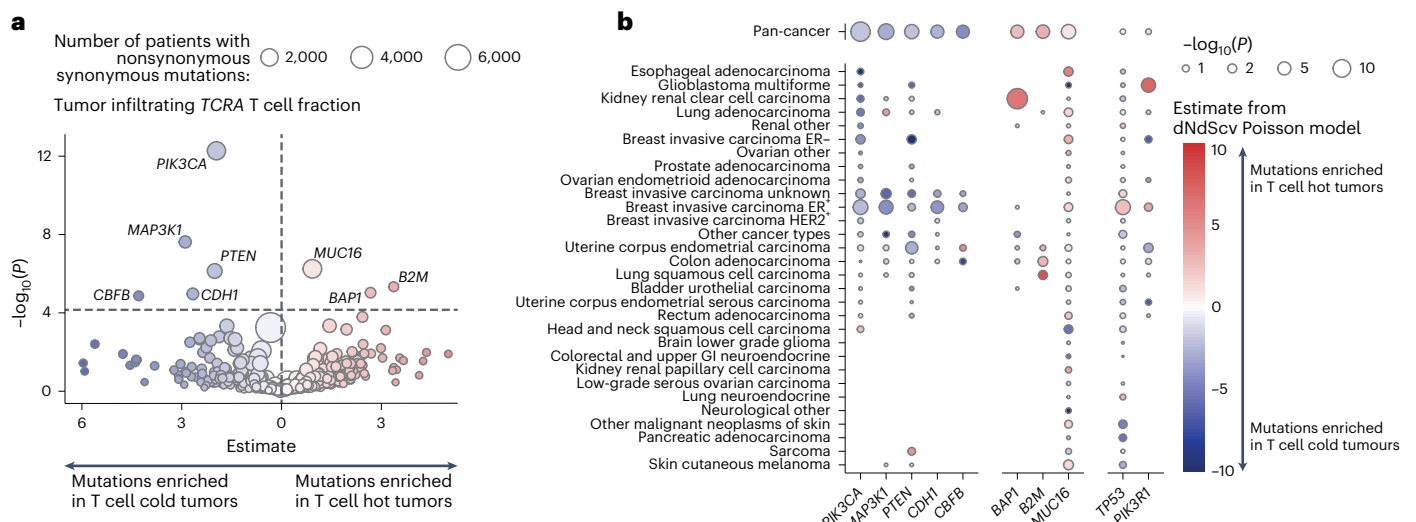 a
Number of patients with
nonsynonymous
synonymous mutations:
2,000
4,000
6,000
Tumor infiltrating TCRA T cell fraction
–log10(P)
12
8
4
0
PIK3CA
MAP3K1
PTEN
MUC16
B2M
CBFB
CDH1
BAP1
6
3
0
3
Estimate
Mutations enriched
in T cell cold tumors
Mutations enriched
in T cell hot tumors
b
Pan-cancer
Esophageal adenocarcinoma
Glioblastoma multiforme
Kidney renal clear cell carcinoma
Lung adenocarcinoma
Renal other
Breast invasive carcinoma ER–
Ovarian other
Prostate adenocarcinoma
Ovarian endometrioid adenocarcinoma
Breast invasive carcinoma unknown
Breast invasive carcinoma ER+
Breast invasive carcinoma HER2+
Other cancer types
Uterine corpus endometrial carcinoma
Colon adenocarcinoma
Lung squamous cell carcinoma
Bladder urothelial carcinoma
Uterine corpus endometrial serous carcinoma
Rectum adenocarcinoma
Head and neck squamous cell carcinoma
Brain lower grade glioma
Colorectal and upper GI neuroendocrine
Kidney renal papillary cell carcinoma
Low-grade serous ovarian carcinoma
Lung neuroendocrine
Neurological other
Other malignant neoplasms of skin
Pancreatic adenocarcinoma
Sarcoma
Skin cutaneous melanoma
PIK3CA
MAP3K1
PTEN
CDH1
CBFB
BAP1
B2M
MUC16
TP53
PIK3R1
–log10(P)
1
2
5
10
Estimate from
dNdScv Poisson model
10
5
0
–5
–10
Mutations enriched
in T cell hot tumors
Mutations enriched
in T cell cold tumours